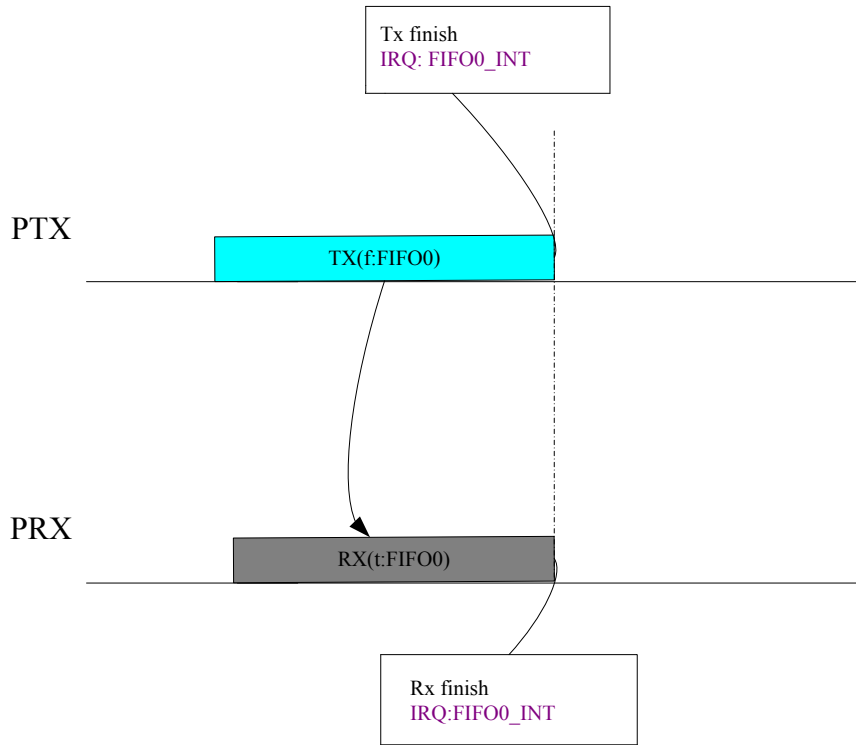 Tx finish
IRQ: FIFO0_INT
PTX
TX(f:FIFO0)
PRX
RX(t:FIFO0)
Rx finish
IRQ:FIFO0_INT